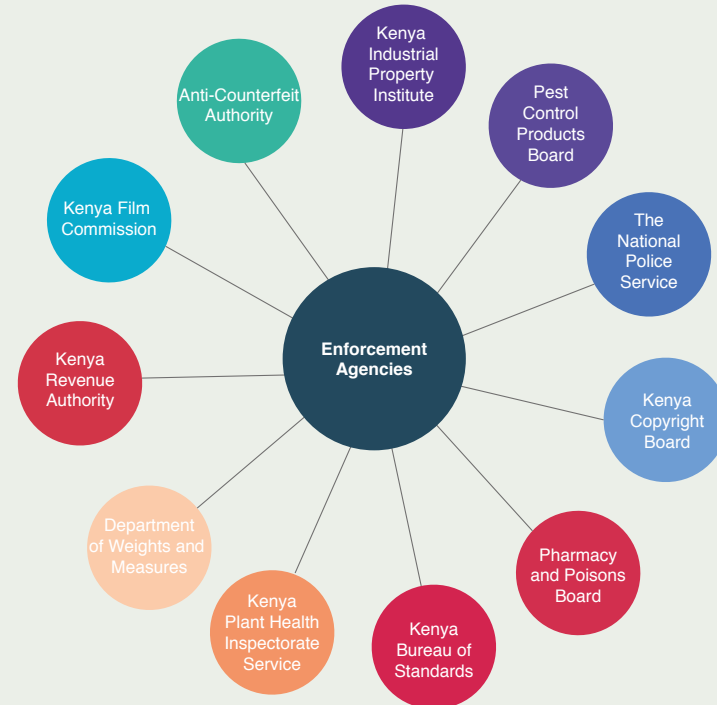 Kenya
Industrial
Property
Institute
Pest
Control
Products
Board
The
National
Police
Service
Kenya
Copyright
Board
Pharmacy
and Poisons
Board
Kenya
Bureau of
Standards
Kenya
Plant Health
Inspectorate
Service
Department
of Weights and
Measures
Kenya
Revenue
Authority
Kenya Film
Commission
Anti-Counterfeit
Authority
Enforcement
Agencies